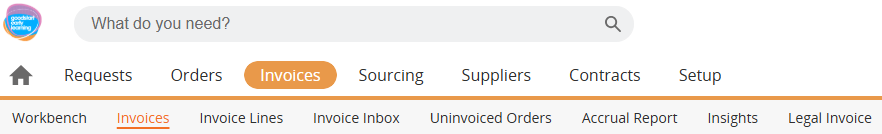 goodstart
early
learning
What do you need?
Requests Orders Invoices Sourcing Suppliers Contracts Setup
Workbench Invoices Invoice Lines Invoice Inbox Uninvoiced Orders Accrual Report Insights Legal Invoice